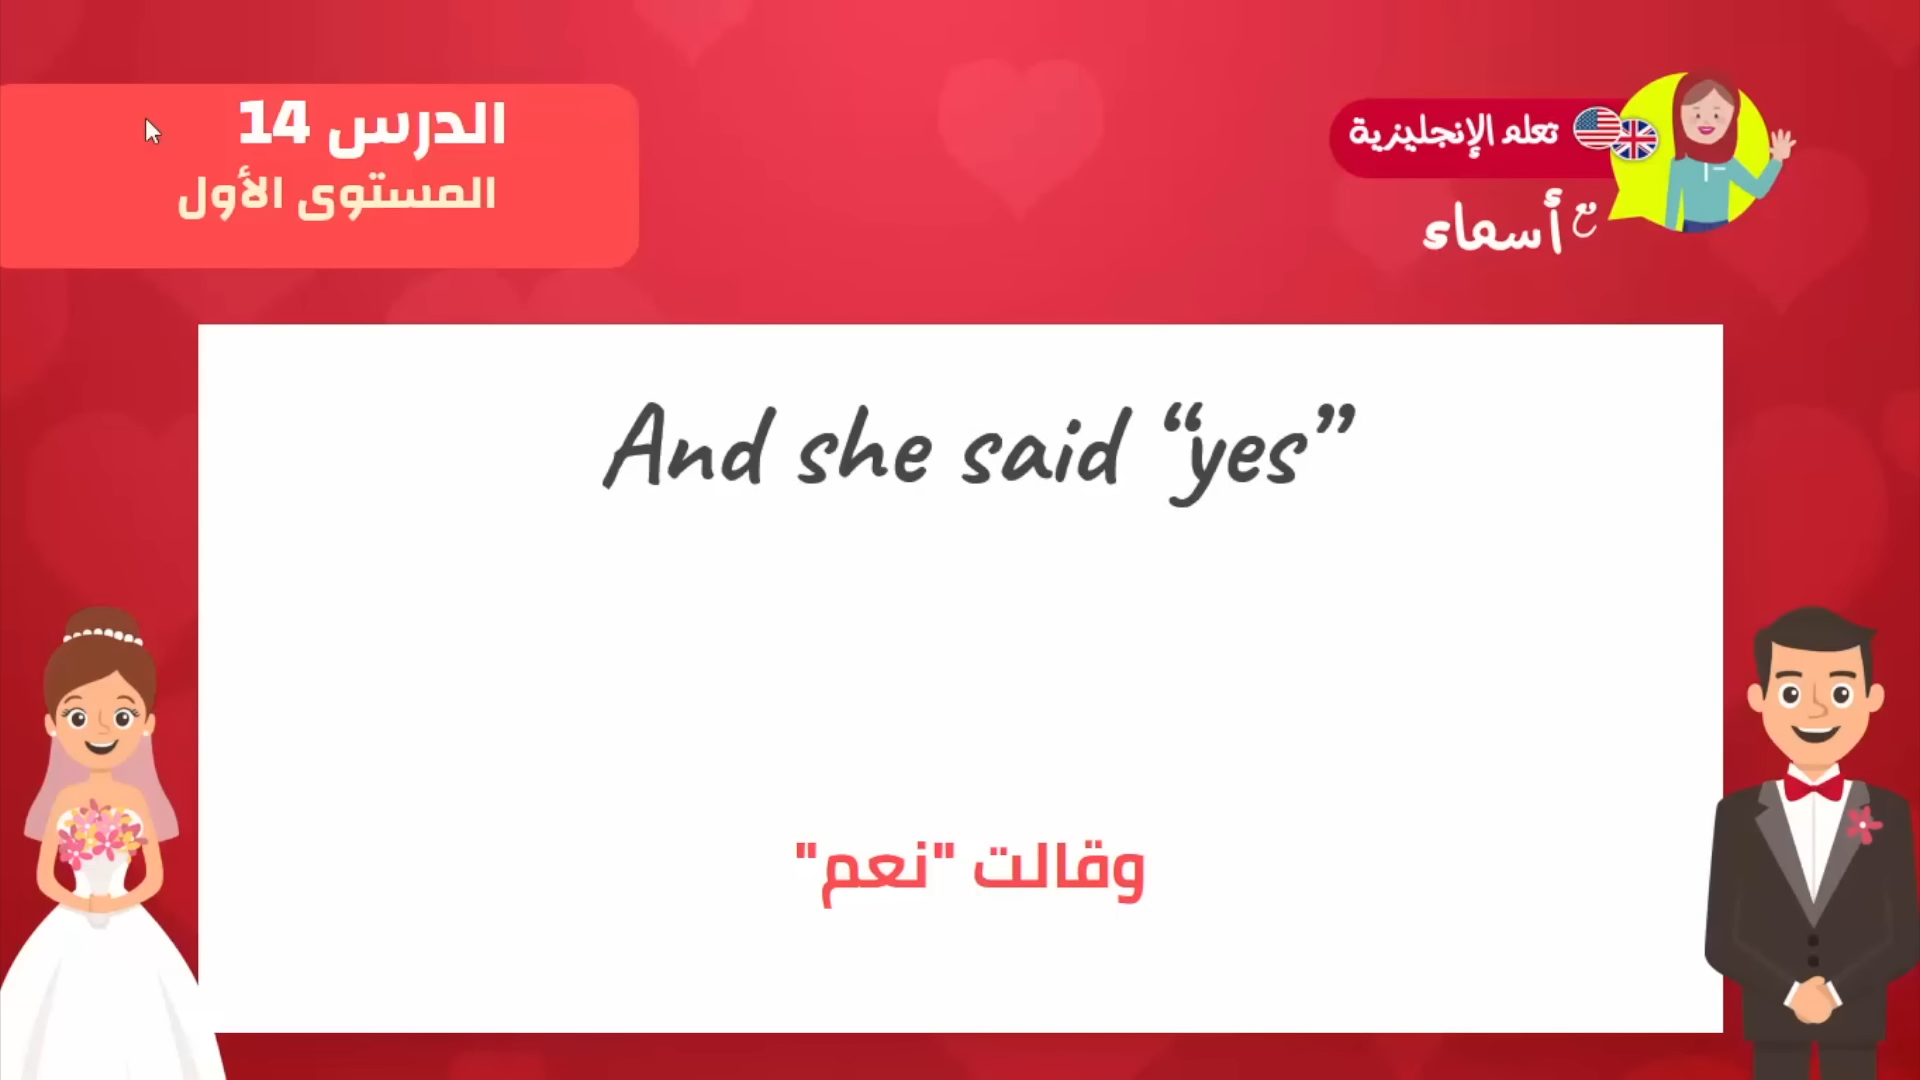 الدرس 14
المستوى الأول
تعلم الإنجليزية
مع أسماء
And she said “yes”
وقالت "نعم"